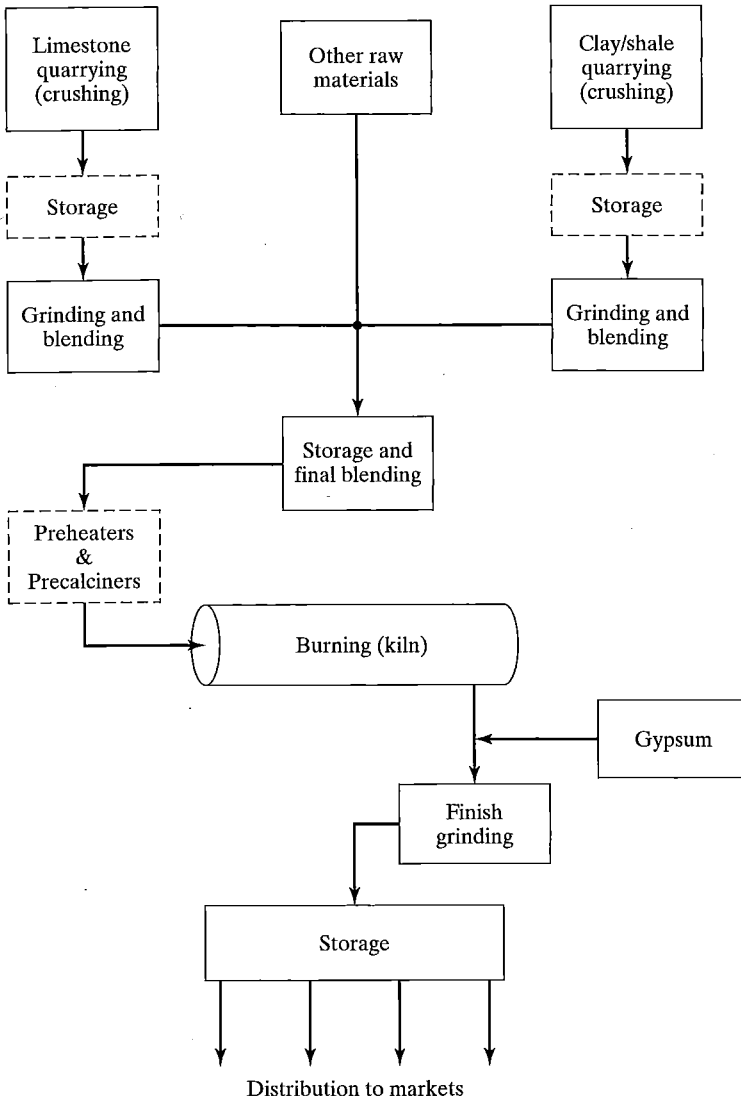 Limestone
quarrying
(crushing)
Other raw
materials
Clay/shale
quarrying
(crushing)
Storage
Storage
Grinding and
blending
Grinding and
blending
Storage and
final blending
Preheaters
&
Precalciners
Burning (kiln)
Gypsum
Finish
grinding
Storage
Distribution to markets